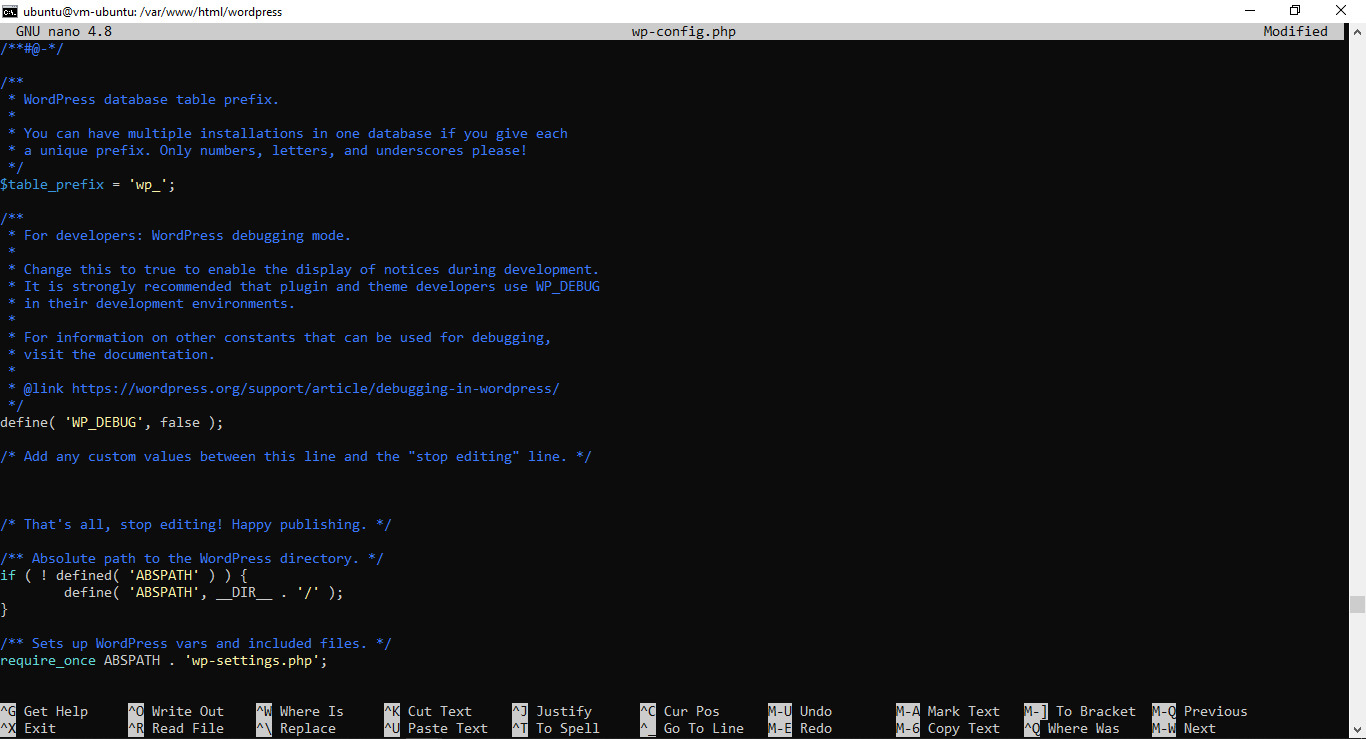 ubuntu@vm-ubuntu: /var/www/html/wordpress
GNU nano 4.8 wp-config.php Modified
/**#@-*/
/**
 * WordPress database table prefix.
 *
 * You can have multiple installations in one database if you give each
 * a unique prefix. Only numbers, letters, and underscores please!
 */
$table_prefix = 'wp_';
/**
 * For developers: WordPress debugging mode.
 *
 * Change this to true to enable the display of notices during development.
 * It is strongly recommended that plugin and theme developers use WP_DEBUG
 * in their development environments.
 *
 * For information on other constants that can be used for debugging,
 * visit the documentation.
 *
 * @link https://wordpress.org/support/article/debugging-in-wordpress/
 */
define( 'WP_DEBUG', false );
/* Add any custom values between this line and the "stop editing" line. */
/* That's all, stop editing! Happy publishing. */
/** Absolute path to the WordPress directory. */
if ( ! defined( 'ABSPATH' ) ) {
        define( 'ABSPATH', __DIR__ . '/' );
}
/** Sets up WordPress vars and included files. */
require_once ABSPATH . 'wp-settings.php';
^G Get Help ^O Write Out ^W Where Is ^K Cut Text ^J Justify ^C Cur Pos M-U Undo M-A Mark Text M-] To Bracket M-Q Previous
^X Exit ^R Read File ^\ Replace ^U Paste Text ^T To Spell ^_ Go To Line M-E Redo M-6 Copy Text ^Q Where Was M-W Next